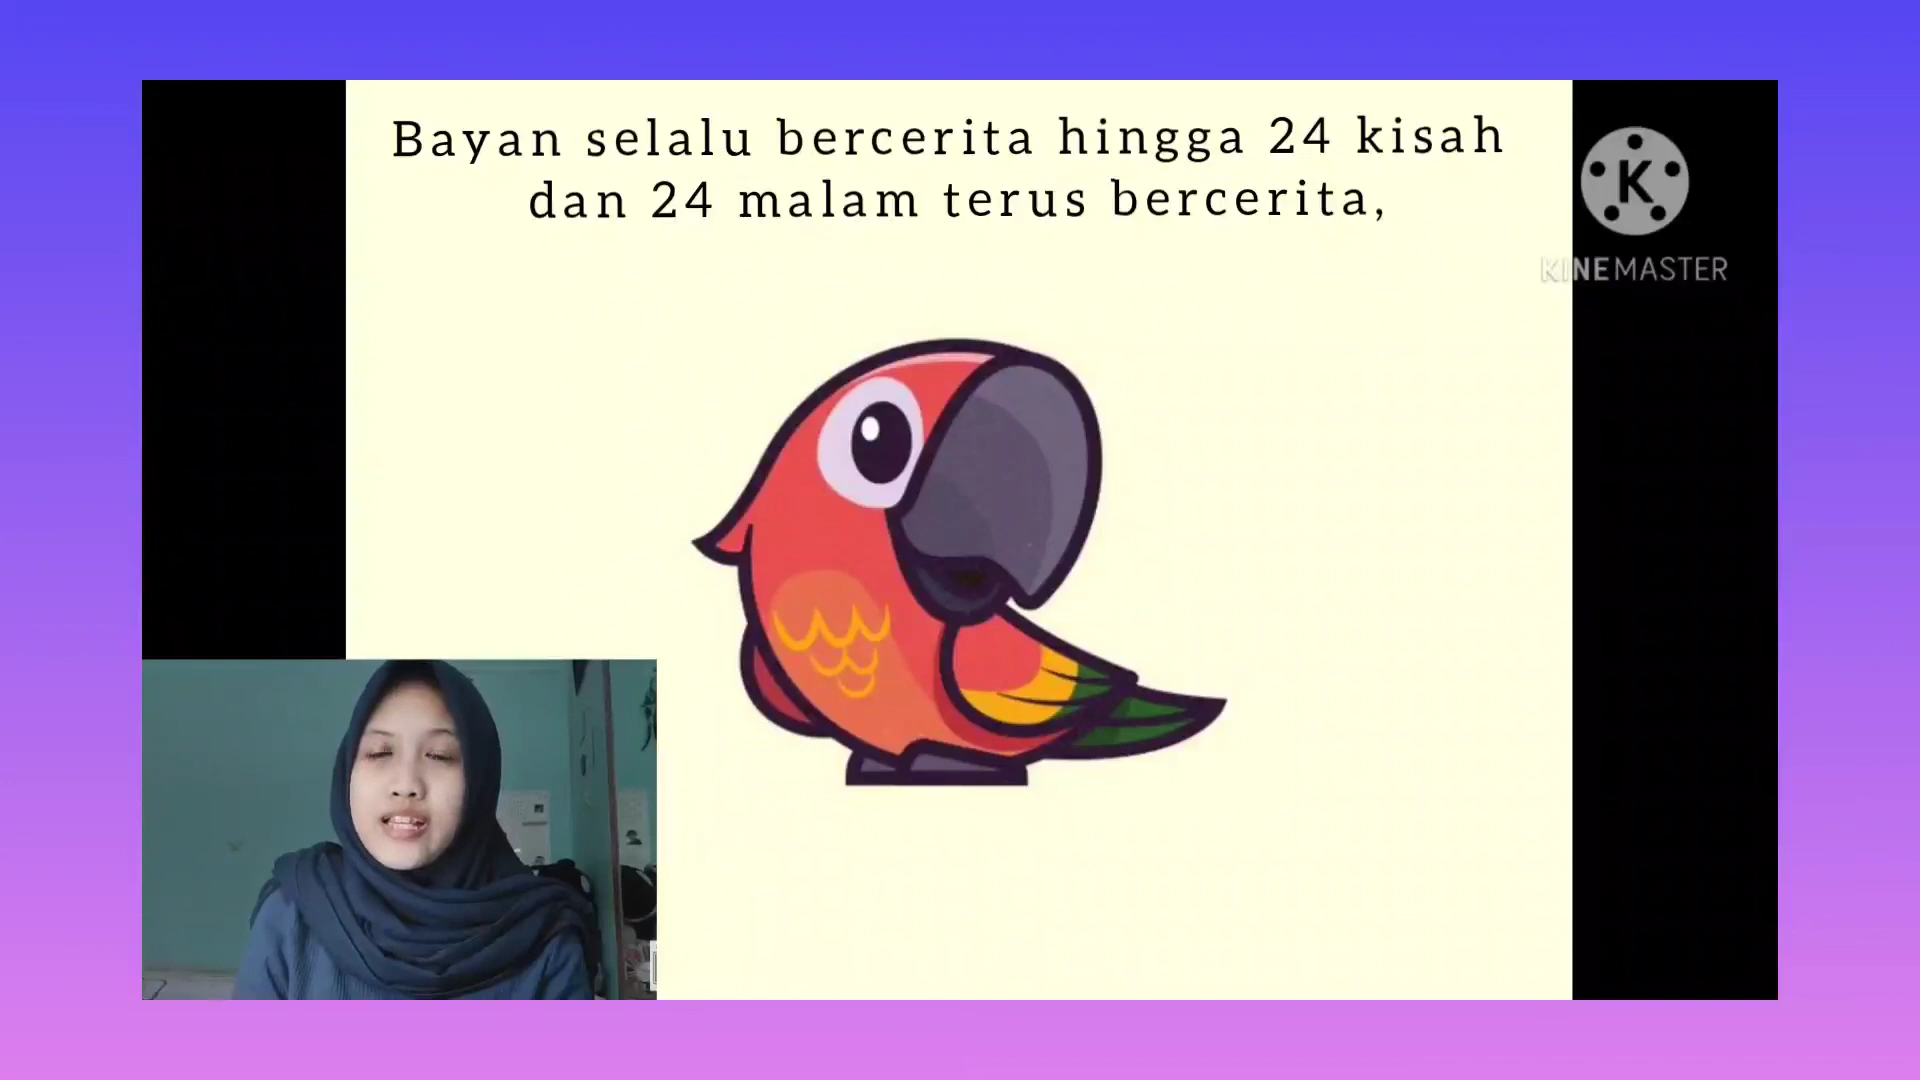 Bayan selalu bercerita hingga 24 kisah
dan 24 malam terus bercerita,
K
KINEMASTER